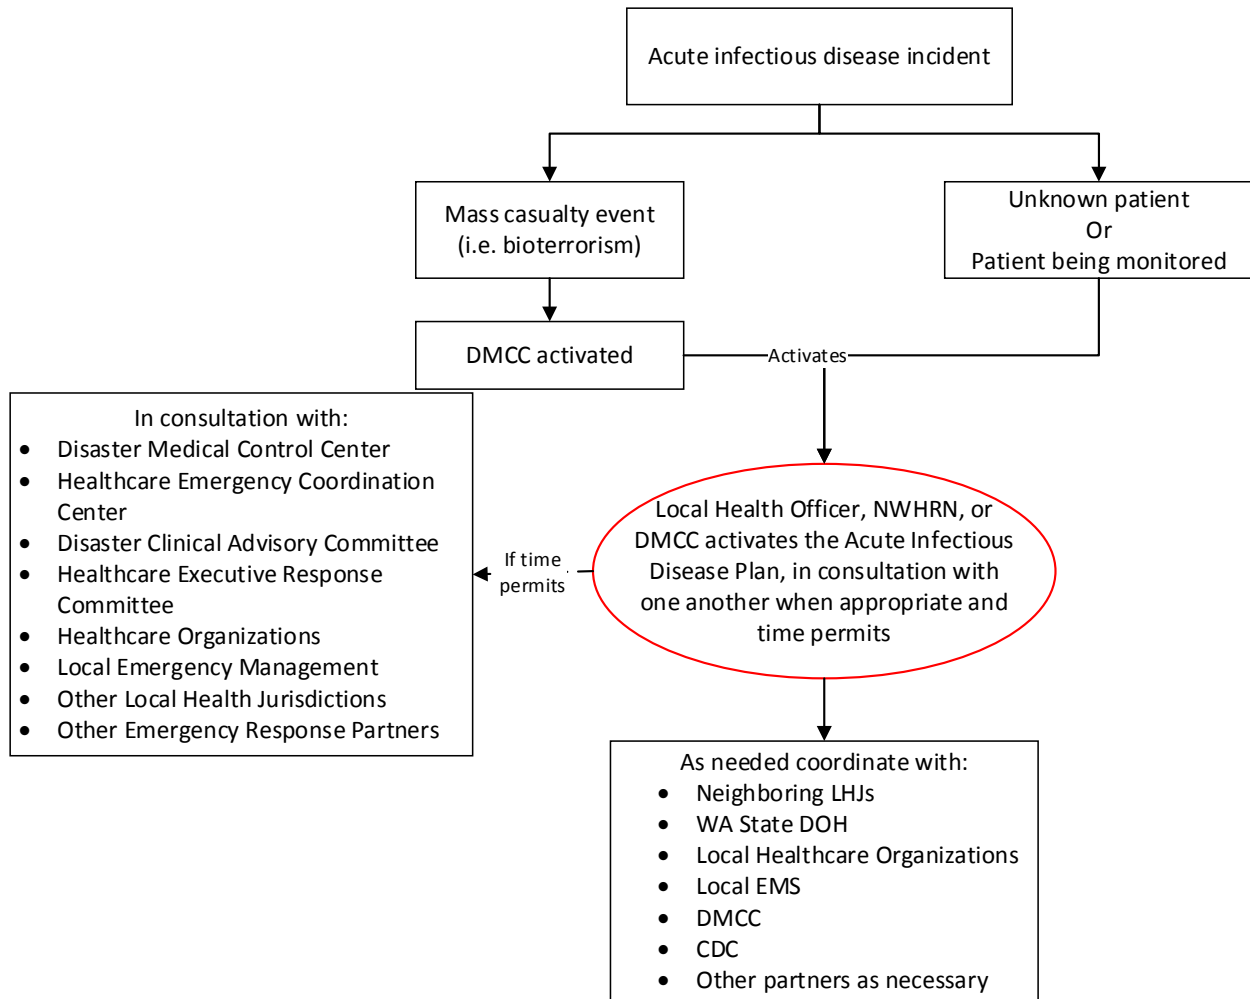 Acute infectious disease incident
Mass casualty event
(i.e. bioterrorism)
Unknown patient
Or
Patient being monitored
DMCC activated
Activates
In consultation with:
• Disaster Medical Control Center
• Healthcare Emergency Coordination
Center
• Disaster Clinical Advisory Committee
• Healthcare Executive Response
Committee
• Healthcare Organizations
• Local Emergency Management
• Other Local Health Jurisdictions
• Other Emergency Response Partners
If time
permits
Local Health Officer, NWHRN, or
DMCC activates the Acute Infectious
Disease Plan, in consultation with
one another when appropriate and
time permits
As needed coordinate with:
• Neighboring LHJs
• WA State DOH
• Local Healthcare Organizations
• Local EMS
• DMCC
• CDC
• Other partners as necessary